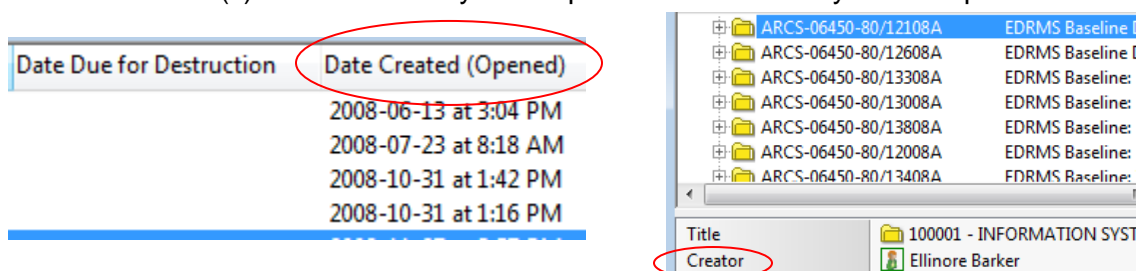 Date Due for Destruction
Date Created (Opened)
2008-06-13 at 3:04 PM
2008-07-23 at 8:18 AM
2008-10-31 at 1:42 PM
2008-10-31 at 1:16 PM
ARCS-06450-80/12108A EDRMS Baseline D
ARCS-06450-80/12608A EDRMS Baseline D
ARCS-06450-80/13308A EDRMS Baseline:
ARCS-06450-80/13008A EDRMS Baseline:
ARCS-06450-80/13808A EDRMS Baseline:
ARCS-06450-80/12008A EDRMS Baseline:
ARCS-06450-80/13408A EDRMS Baseline:
Title 100001 - INFORMATION SYST
Creator Ellinore Barker